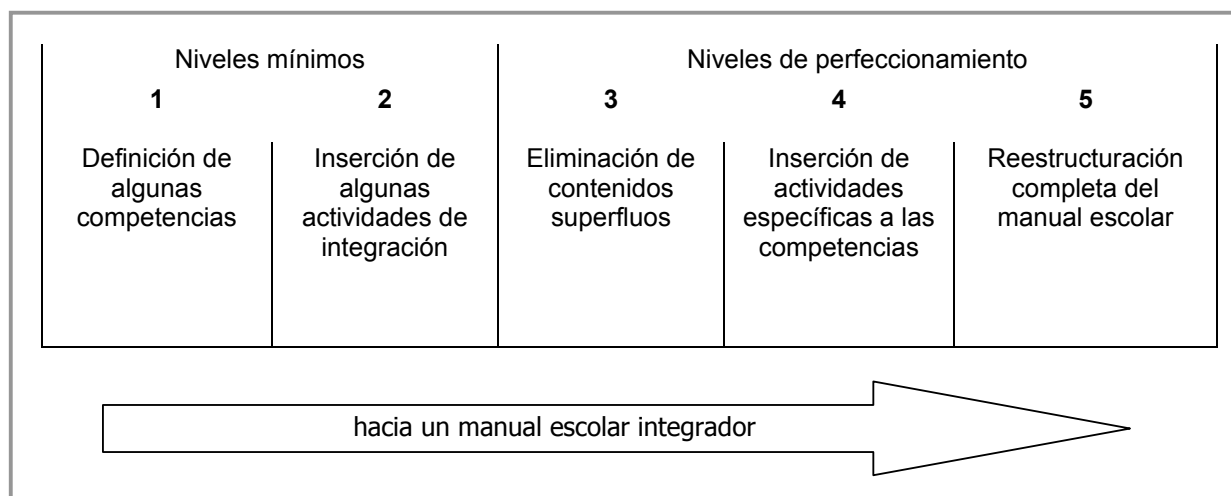 Niveles mínimos
Niveles de perfeccionamiento
1
2
3
4
5
Definición de
algunas
competencias
Inserción de
algunas
actividades de
integración
Eliminación de
contenidos
superfluos
Inserción de
actividades
específicas a las
competencias
Reestructuración
completa del
manual escolar
hacia un manual escolar integrador